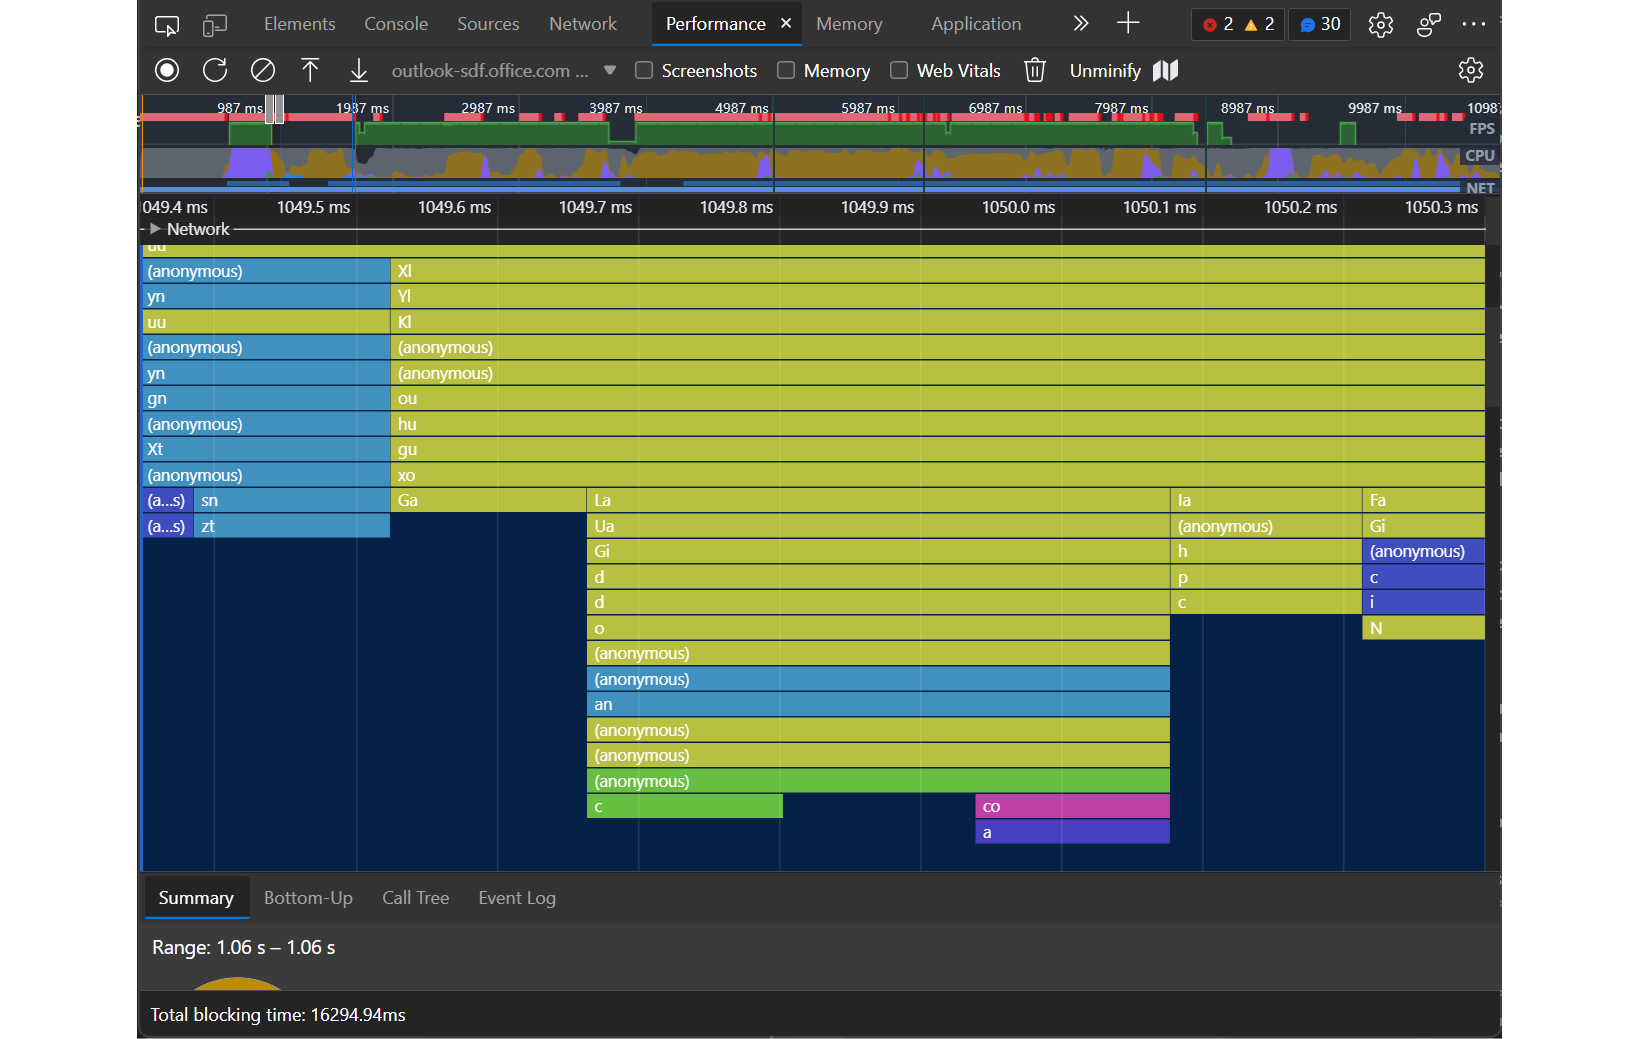 Elements Console Sources Network Performance × Memory Application 2 2 30
outlook-sdf.office.com ... Screenshots Memory Web Vitals Unminify
987 ms 1987 ms 2987 ms 3987 ms 4987 ms 5987 ms 6987 ms 7987 ms 8987 ms 9987 ms
FPS
CPU
NET
1049.5 ms 1049.6 ms 1049.7 ms 1049.8 ms 1049.9 ms 1050.0 ms 1050.1 ms 1050.2 ms 1050.3 ms
Network
uu
(anonymous) Xl
yn Yl
uu Kl
(anonymous) (anonymous)
yn (anonymous)
gn ou
(anonymous) hu
Xt gu
(anonymous) xo
(a...s) sn Ga La Ia Fa
(a...s) zt Ua (anonymous) Gi
Gi h (anonymous)
d p c
d c i
o N
(anonymous)
(anonymous)
an
(anonymous)
(anonymous)
(anonymous)
c co
a
Summary Bottom-Up Call Tree Event Log
Range: 1.06 s – 1.06 s
Total blocking time: 16294.94ms